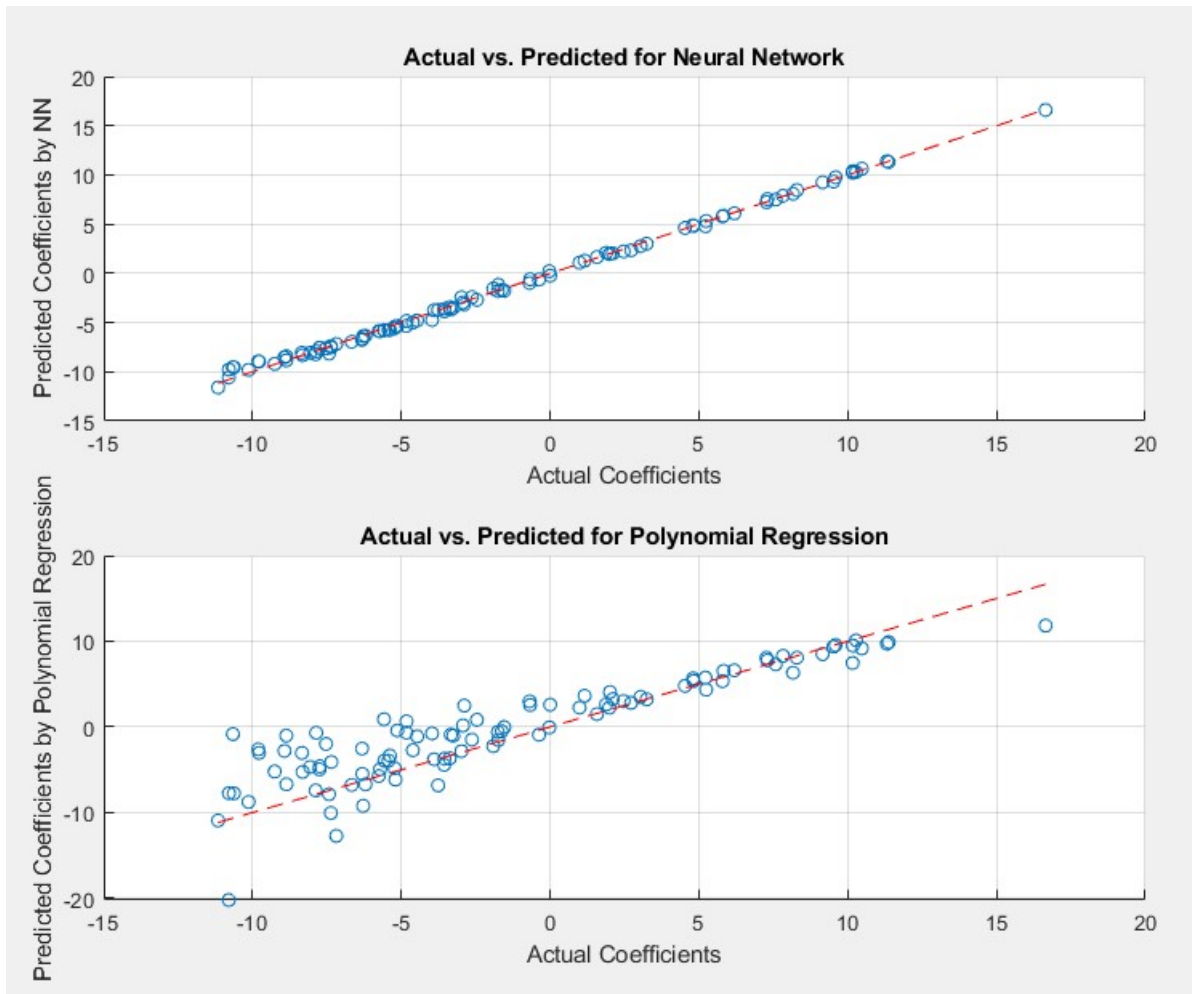 Actual vs. Predicted for Neural Network
Predicted Coefficients by NN
20
15
10
5
0
-5
-10
-15
-15 -10 -5 0 5 10 15 20
Actual Coefficients
Actual vs. Predicted for Polynomial Regression
Predicted Coefficients by Polynomial Regression
20
10
0
-10
-20
-15 -10 -5 0 5 10 15 20
Actual Coefficients